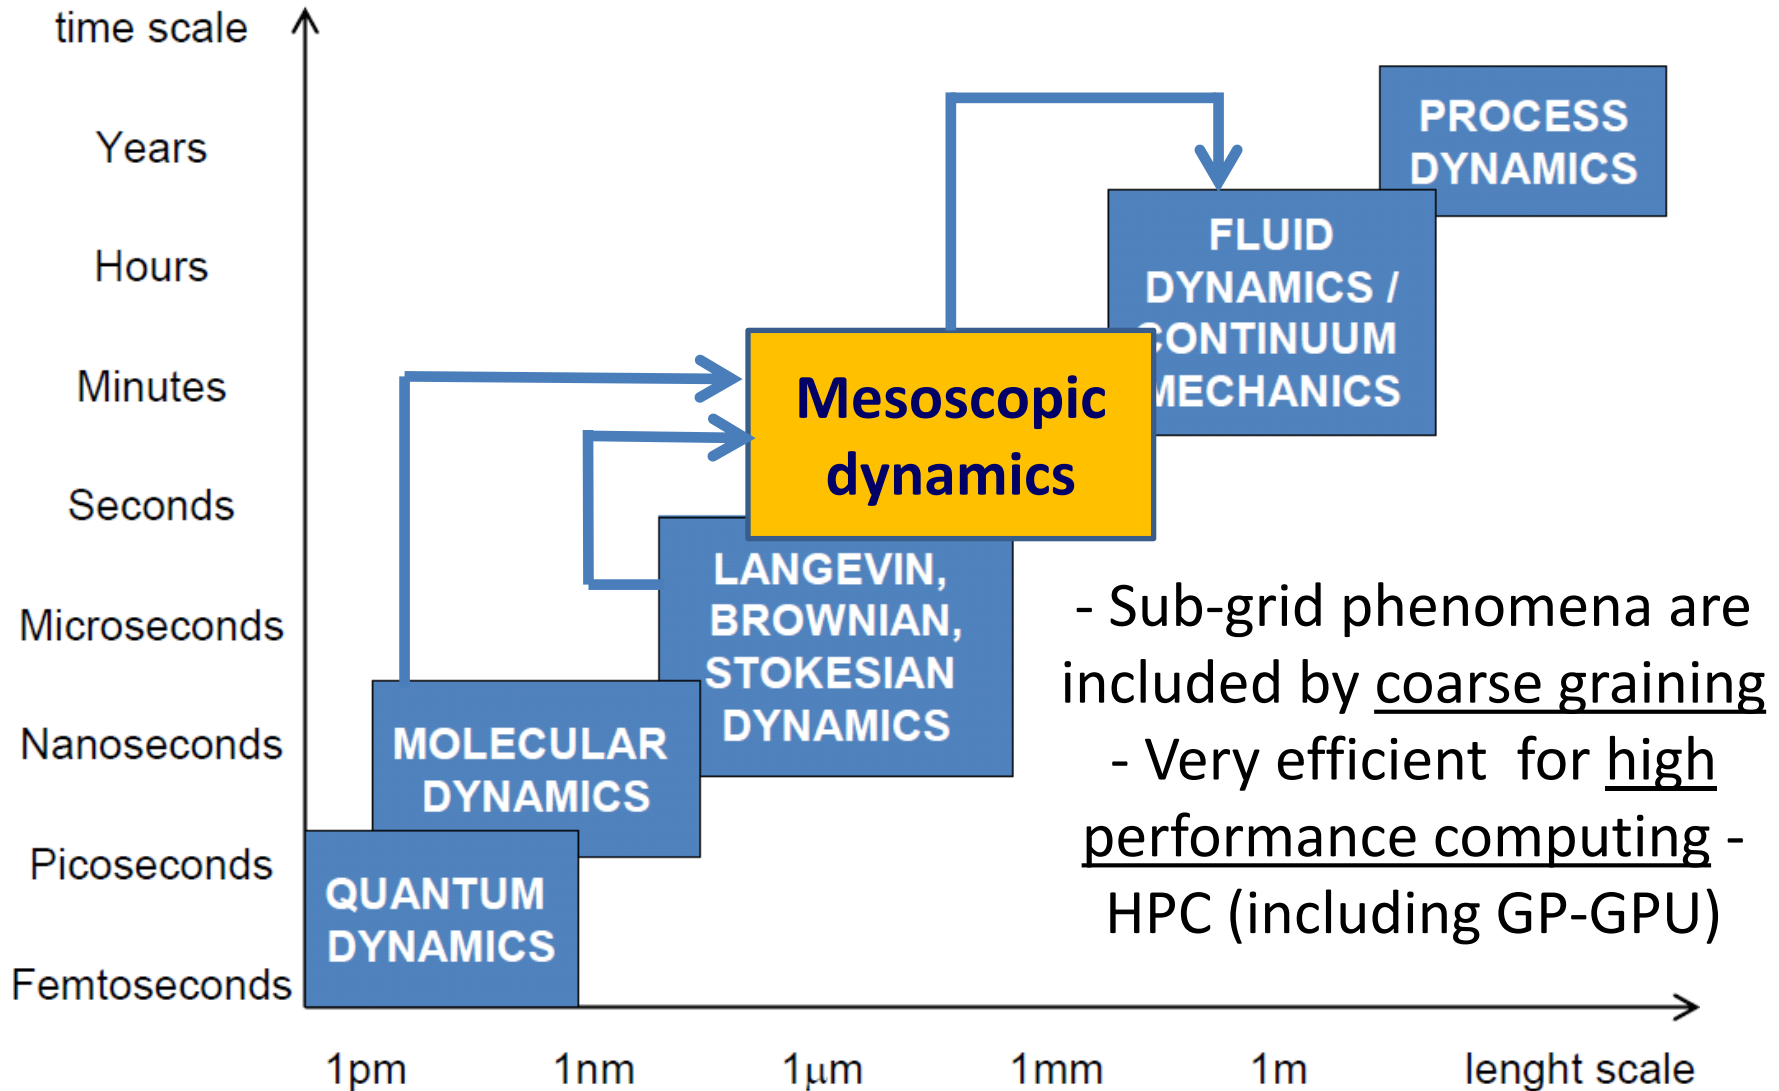 time scale
Years
Hours
Minutes
Seconds
Microseconds
Nanoseconds
Picoseconds
Femtoseconds
PROCESS
DYNAMICS
FLUID
DYNAMICS /
CONTINUUM
MECHANICS
Mesoscopic
dynamics
LANGEVIN,
BROWNIAN,
STOKESIAN
DYNAMICS
MOLECULAR
DYNAMICS
QUANTUM
DYNAMICS
- Sub-grid phenomena are
included by coarse graining
- Very efficient for high
performance computing -
HPC (including GP-GPU)
1pm 1nm 1μm 1mm 1m lenght scale